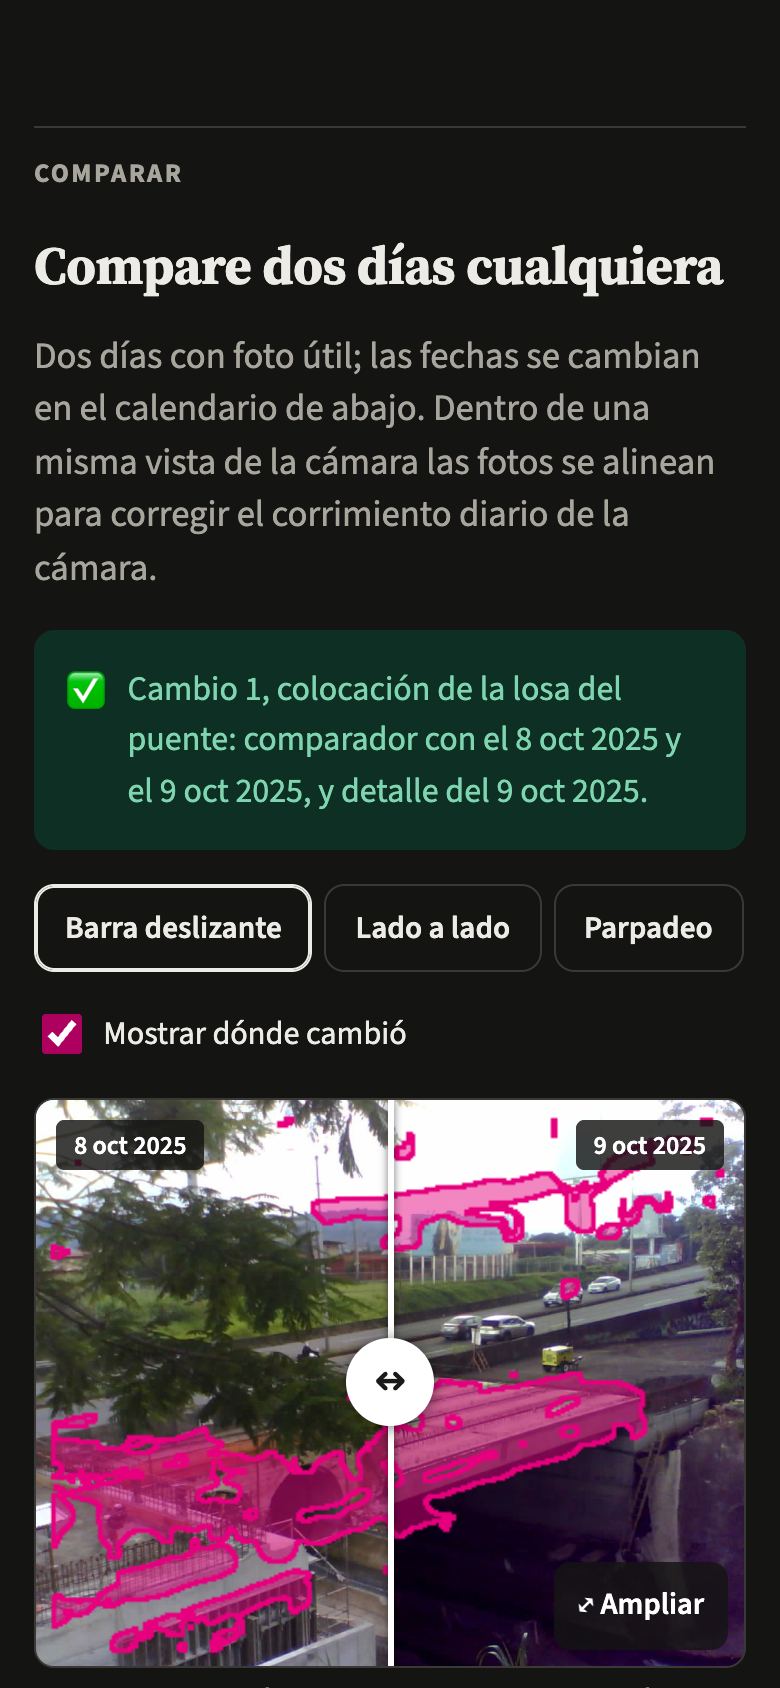 COMPARAR
Compare dos días cualquiera
Dos días con foto útil; las fechas se cambian
en el calendario de abajo. Dentro de una
misma vista de la cámara las fotos se alinean
para corregir el corrimiento diario de la
cámara.
Cambio 1, colocación de la losa del
puente: comparador con el 8 oct 2025 y
el 9 oct 2025, y detalle del 9 oct 2025.
Barra deslizante
Lado a lado
Parpadeo
Mostrar dónde cambió
8 oct 2025
9 oct 2025
Ampliar